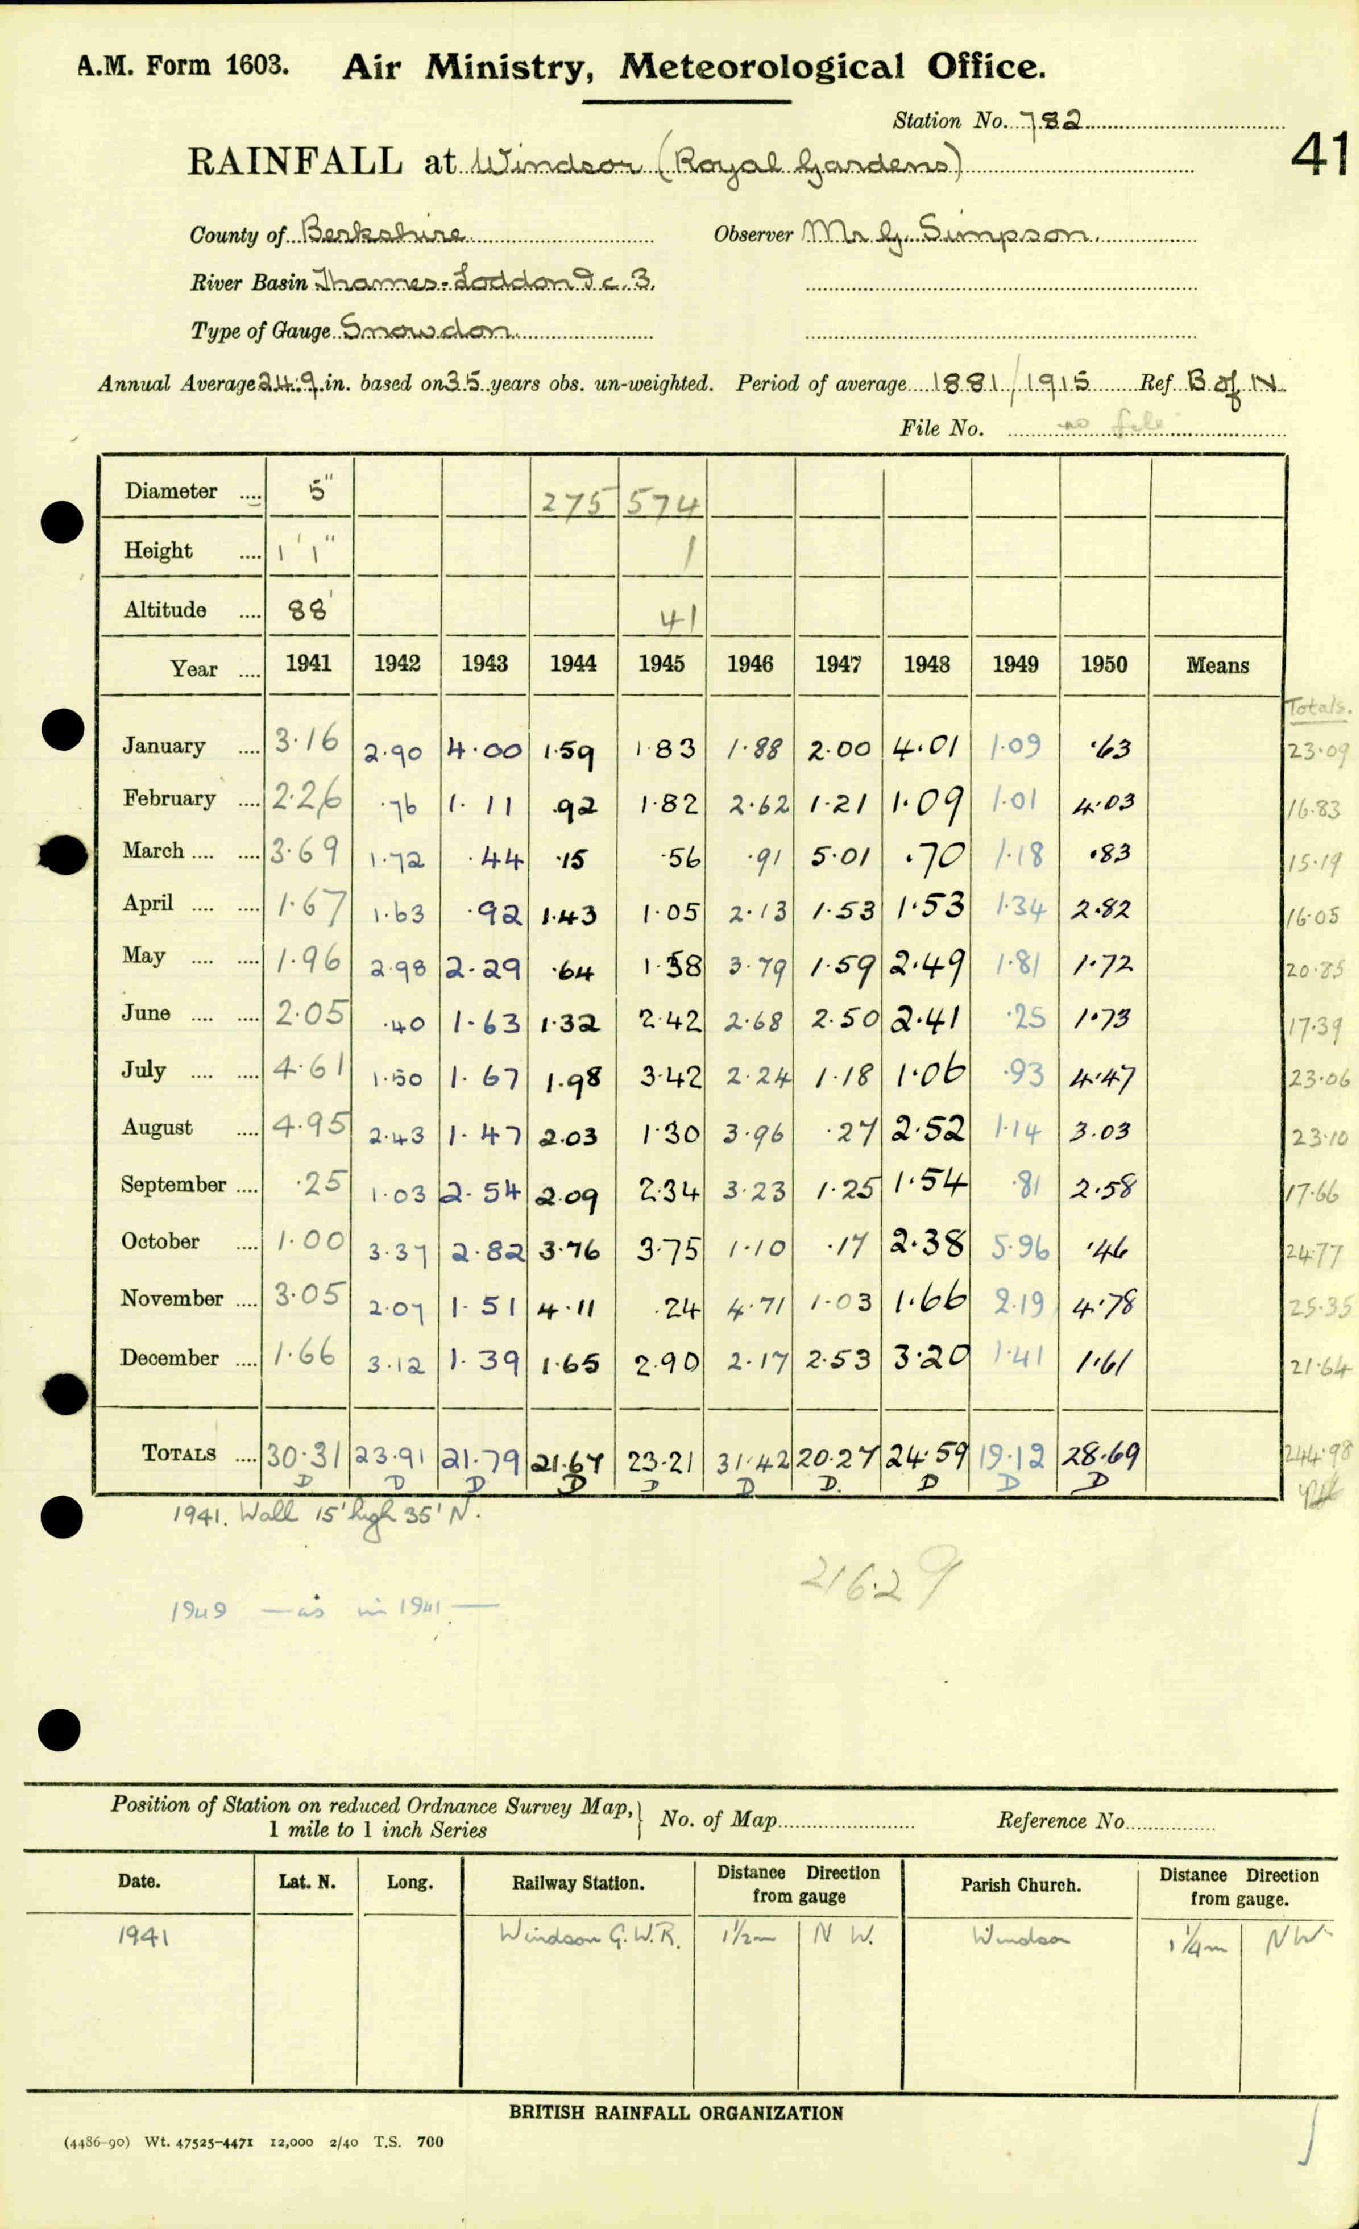 A.M. Form 1603. Air Ministry, Meteorological Office.
Station No. 782
41
RAINFALL at Windsor (Royal Gardens)
County of Berkshire Observer Mr G. Simpson.
River Basin Thames-Loddon &c. 3.
Type of Gauge Snowdon
Annual Average 24.9 in. based on 35 years obs. un-weighted. Period of average 1881/1915 Ref B of N
File No. no file
Diameter .... 5" 275 574
Height .... 1' 1" 1
Altitude .... 88' 41
Year .... 1941 1942 1943 1944 1945 1946 1947 1948 1949 1950 Means
Totals.
January .... 3.16 2.90 4.00 1.59 1.83 1.88 2.00 4.01 1.09 .63 23.09
February .... 2.26 .76 1.11 .92 1.82 2.62 1.21 1.09 1.01 4.03 16.83
March .... .... 3.69 1.72 .44 .15 .56 .91 5.01 .70 1.18 .83 15.19
April .... .... 1.67 1.63 .92 1.43 1.05 2.13 1.53 1.53 1.34 2.82 16.05
May .... .... 1.96 2.98 2.29 .64 1.58 3.79 1.59 2.49 1.81 1.72 20.85
June .... .... 2.05 .40 1.63 1.32 2.42 2.68 2.50 2.41 .25 1.73 17.39
July .... .... 4.61 1.50 1.67 1.98 3.42 2.24 1.18 1.06 .93 4.47 23.06
August .... 4.95 2.43 1.47 2.03 1.30 3.96 .27 2.52 1.14 3.03 23.10
September .... .25 1.03 2.54 2.09 2.34 3.23 1.25 1.54 .81 2.58 17.66
October .... 1.00 3.37 2.82 3.76 3.75 1.10 .17 2.38 5.96 .46 24.77
November .... 3.05 2.07 1.51 4.11 .24 4.71 1.03 1.66 2.19 4.78 25.35
December .... 1.66 3.12 1.39 1.65 2.90 2.17 2.53 3.20 1.41 1.61 21.64
TOTALS .... 30.31 23.91 21.79 21.67 23.21 31.42 20.27 24.59 19.12 28.69 244.98
D D D D D D D. D D D
1941. Wall 15' high 35' N.
216.29
1949 — as in 1941 —
Position of Station on reduced Ordnance Survey Map,} No. of Map Reference No.
1 mile to 1 inch Series
Date. Lat. N. Long. Railway Station. Distance Direction from gauge Parish Church. Distance Direction from gauge.
1941 Windsor G.W.R. 1½m N W. Windsor 1¼m NW
BRITISH RAINFALL ORGANIZATION
(4486-90) Wt. 47525-4471 12,000 2/40 T.S. 700